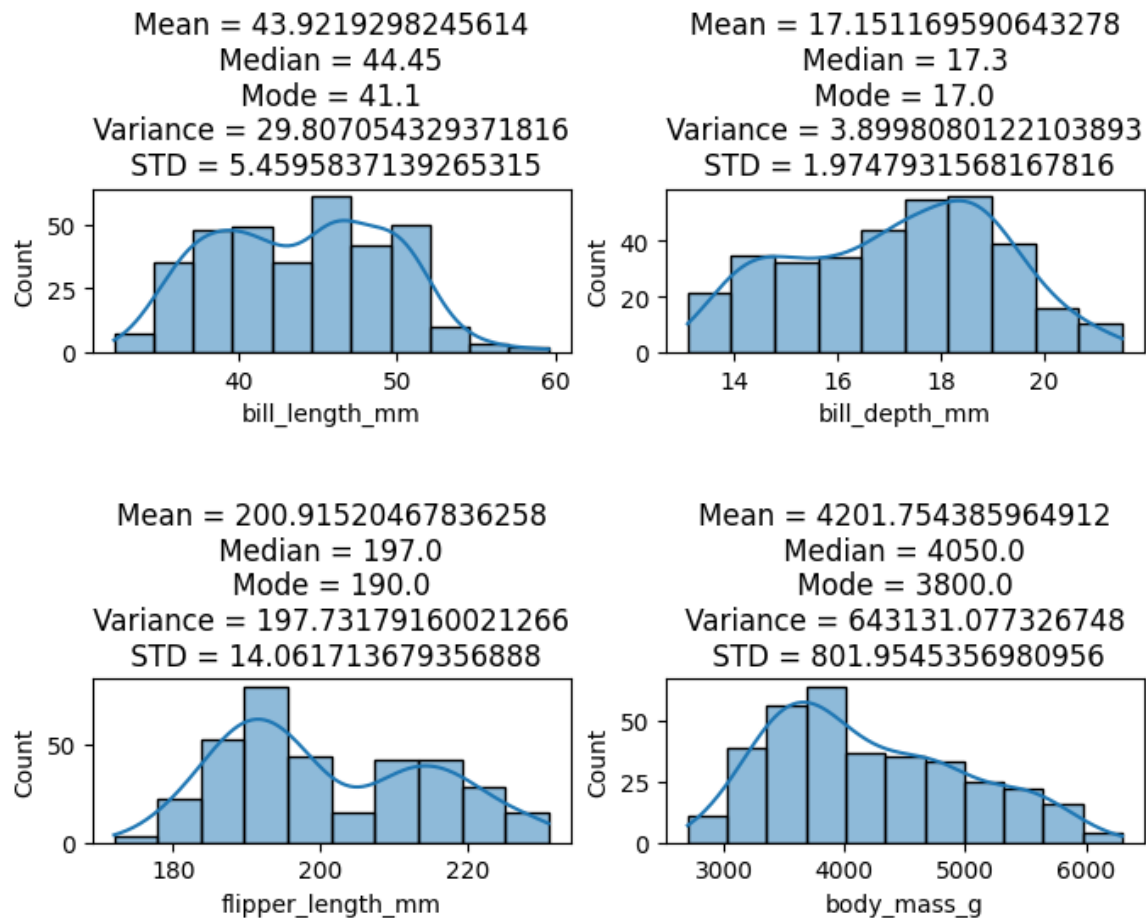 Mean = 43.9219298245614
Median = 44.45
Mode = 41.1
Variance = 29.807054329371816
STD = 5.4595837139265315
Count
50
25
0
40
50
60
bill_length_mm
Mean = 17.151169590643278
Median = 17.3
Mode = 17.0
Variance = 3.8998080122103893
STD = 1.9747931568167816
Count
40
20
0
14
16
18
20
bill_depth_mm
Mean = 200.91520467836258
Median = 197.0
Mode = 190.0
Variance = 197.73179160021266
STD = 14.061713679356888
Count
50
0
180
200
220
flipper_length_mm
Mean = 4201.754385964912
Median = 4050.0
Mode = 3800.0
Variance = 643131.077326748
STD = 801.9545356980956
Count
50
25
0
3000
4000
5000
6000
body_mass_g